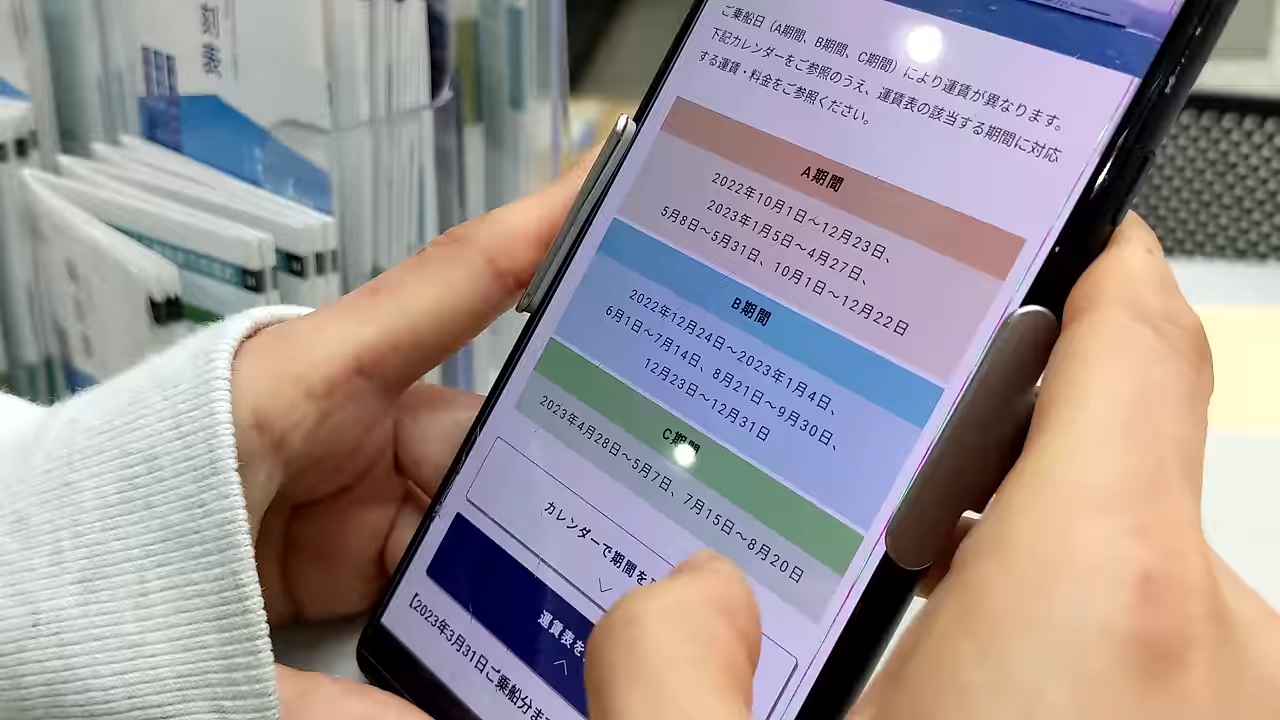 刻表
ご乗船日（A期間、B期間、C期間）により運賃が異なります。
下記カレンダーをご参照のうえ、運賃表の該当する期間に対応
する運賃・料金をご参照ください。
A期間
2022年10月1日～12月23日、
2023年1月5日～4月27日、
5月8日～5月31日、10月1日～12月22日
B期間
2022年12月24日～2023年1月4日、
6月1日～7月14日、8月21日～9月30日、
12月23日～12月31日
C期間
2023年4月28日～5月7日、7月15日～8月20日
カレンダーで期間を
運賃表を
【2023年3月31日ご乗船分ま